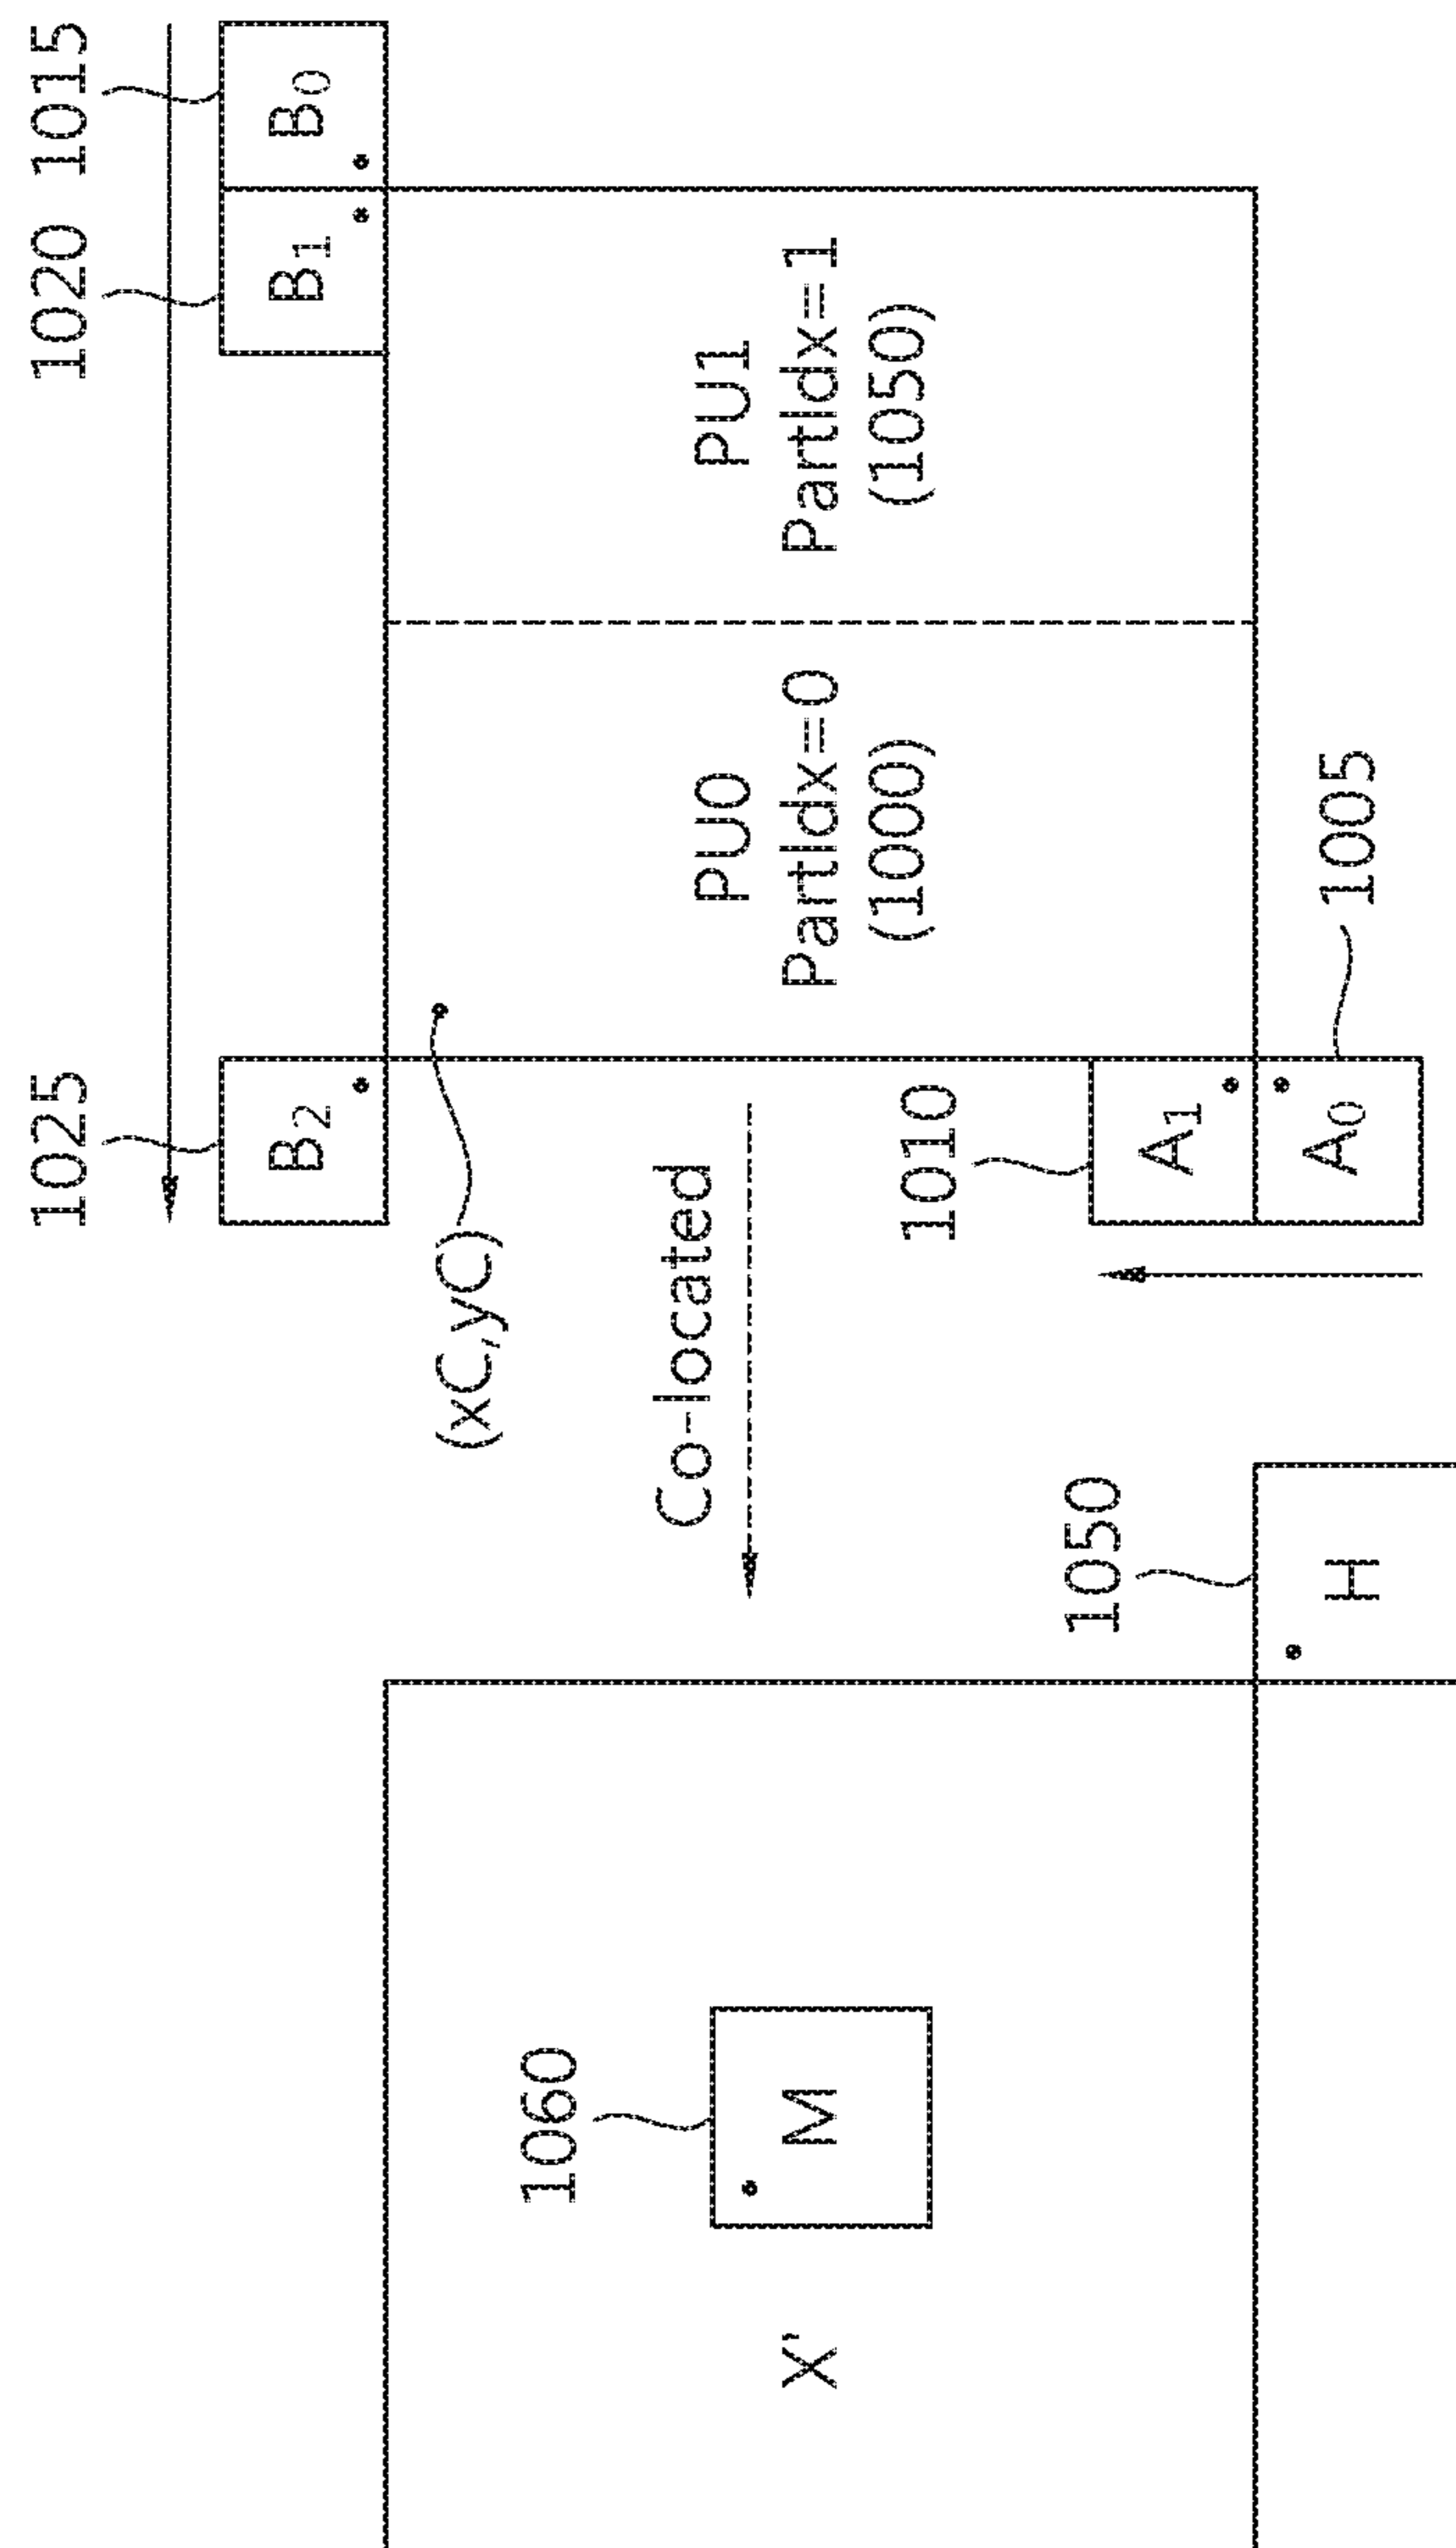 1025
1020
1015
B₂
B₁
B₀
(xC,yC)
1060
M
X'
Co-located
PU0
PartIdx=0
(1000)
PU1
PartIdx=1
(1050)
1010
A₁
1050
H
A₀
1005